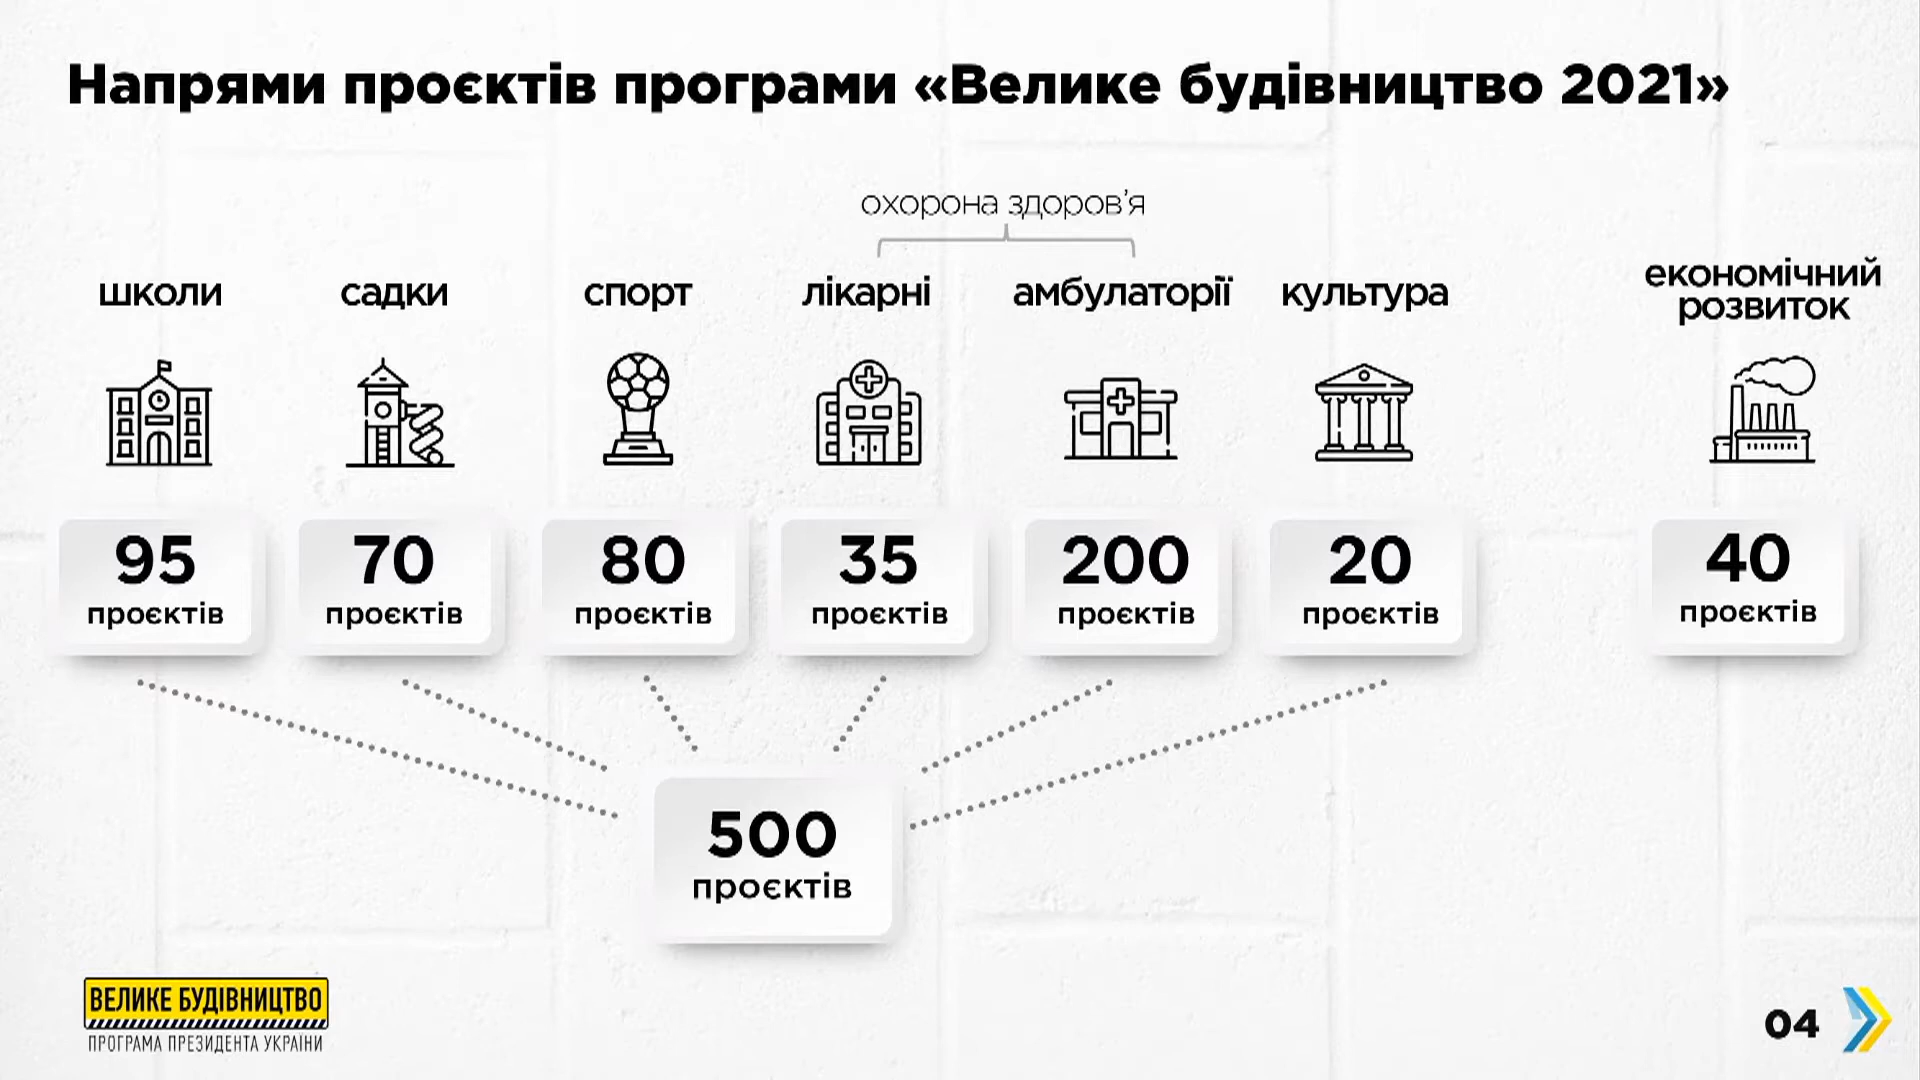 Напрями проєктів програми «Велике будівництво 2021»
охорона здоров’я
школи
садки
спорт
лікарні
амбулаторії
культура
економічний
розвиток
95
проєктів
70
проєктів
80
проєктів
35
проєктів
200
проєктів
20
проєктів
40
проєктів
500
проєктів
ВЕЛИКЕ БУДІВНИЦТВО
ПРОГРАМА ПРЕЗИДЕНТА УКРАЇНИ
04